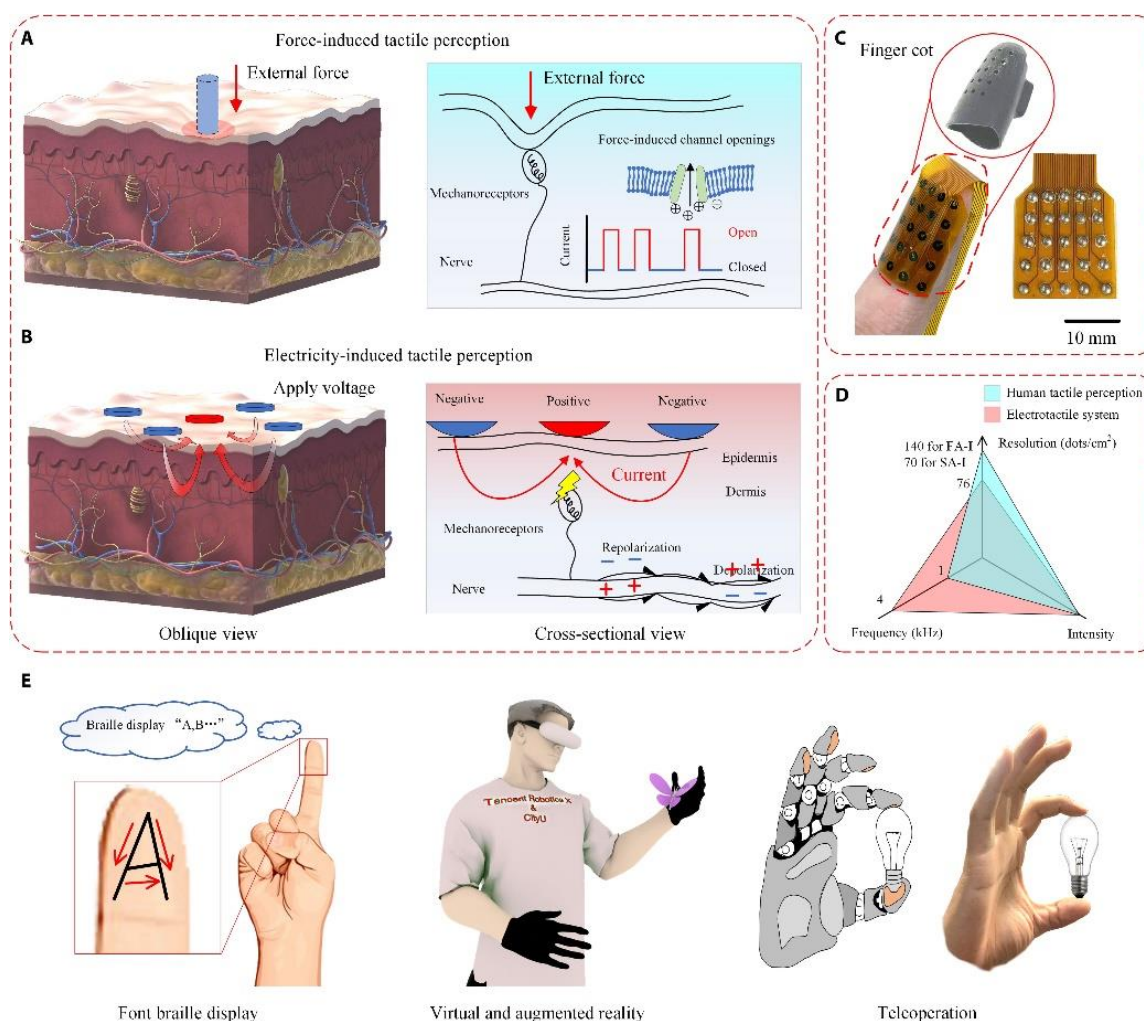 A
Force-induced tactile perception
External force
External force
Force-induced channel openings
Mechanoreceptors
Current
Open
Closed
Nerve
B
Electricity-induced tactile perception
Apply voltage
Negative
Positive
Negative
Epidermis
Current
Dermis
Mechanoreceptors
Repolarization
Depolarization
Nerve
Oblique view
Cross-sectional view
C
Finger cot
10 mm
D
Human tactile perception
Electrotactile system
Resolution (dots/cm²)
140 for FA-I
70 for SA-I
76
1
4
Frequency (kHz)
Intensity
E
Braille display “A,B···”
A
Tencent Robotics X
&
CityU
Font braille display
Virtual and augmented reality
Teleoperation